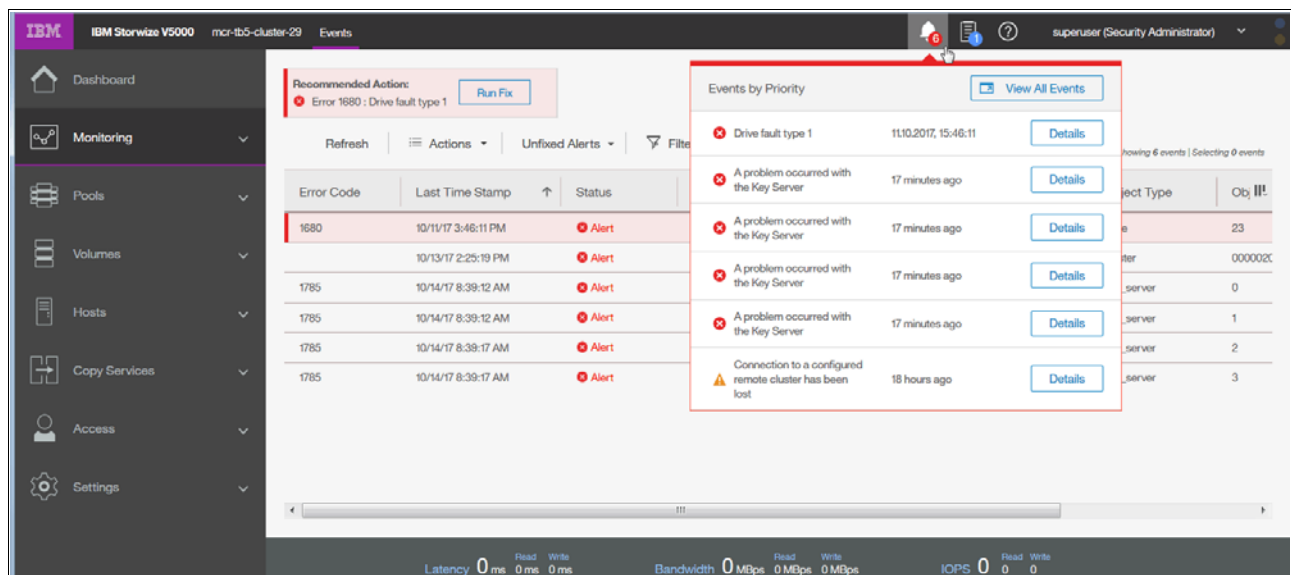 IBM IBM Storwize V5000 mcr-tb5-cluster-29 Events 6 1 ? superuser (Security Administrator)
Dashboard
Monitoring
Pools
Volumes
Hosts
Copy Services
Access
Settings
Recommended Action:
Error 1680 : Drive fault type 1
Run Fix
Refresh Actions Unfixed Alerts
Showing 6 events | Selecting 0 events
Error Code Last Time Stamp Status
1680 10/11/17 3:46:11 PM Alert 23
10/13/17 2:25:19 PM Alert
1785 10/14/17 8:39:12 AM Alert _server 0
1785 10/14/17 8:39:12 AM Alert _server 1
1785 10/14/17 8:39:17 AM Alert _server 2
1785 10/14/17 8:39:17 AM Alert _server 3
Events by Priority View All Events
Drive fault type 1 11.10.2017, 15:46:11 Details
A problem occurred with
the Key Server 17 minutes ago Details
A problem occurred with
the Key Server 17 minutes ago Details
A problem occurred with
the Key Server 17 minutes ago Details
A problem occurred with
the Key Server 17 minutes ago Details
Connection to a configured
remote cluster has been
lost 18 hours ago Details
Latency 0 ms Read 0 ms Write 0 ms Bandwidth 0 MBps Read 0 MBps Write 0 MBps IOPS 0 Read 0 Write 0